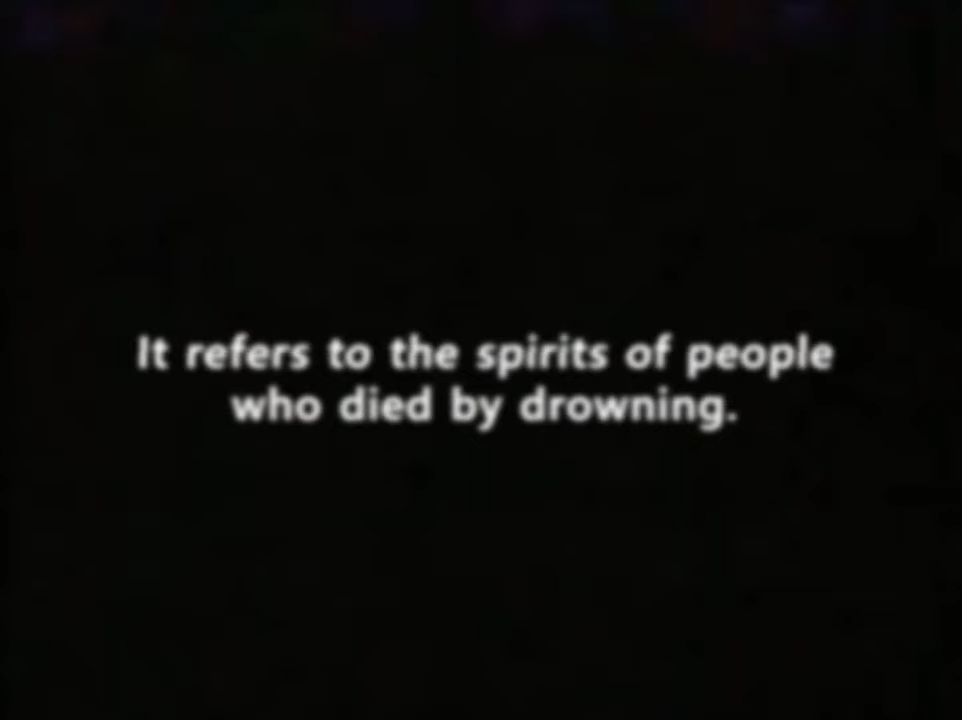 It refers to the spirits of people
who died by drowning.